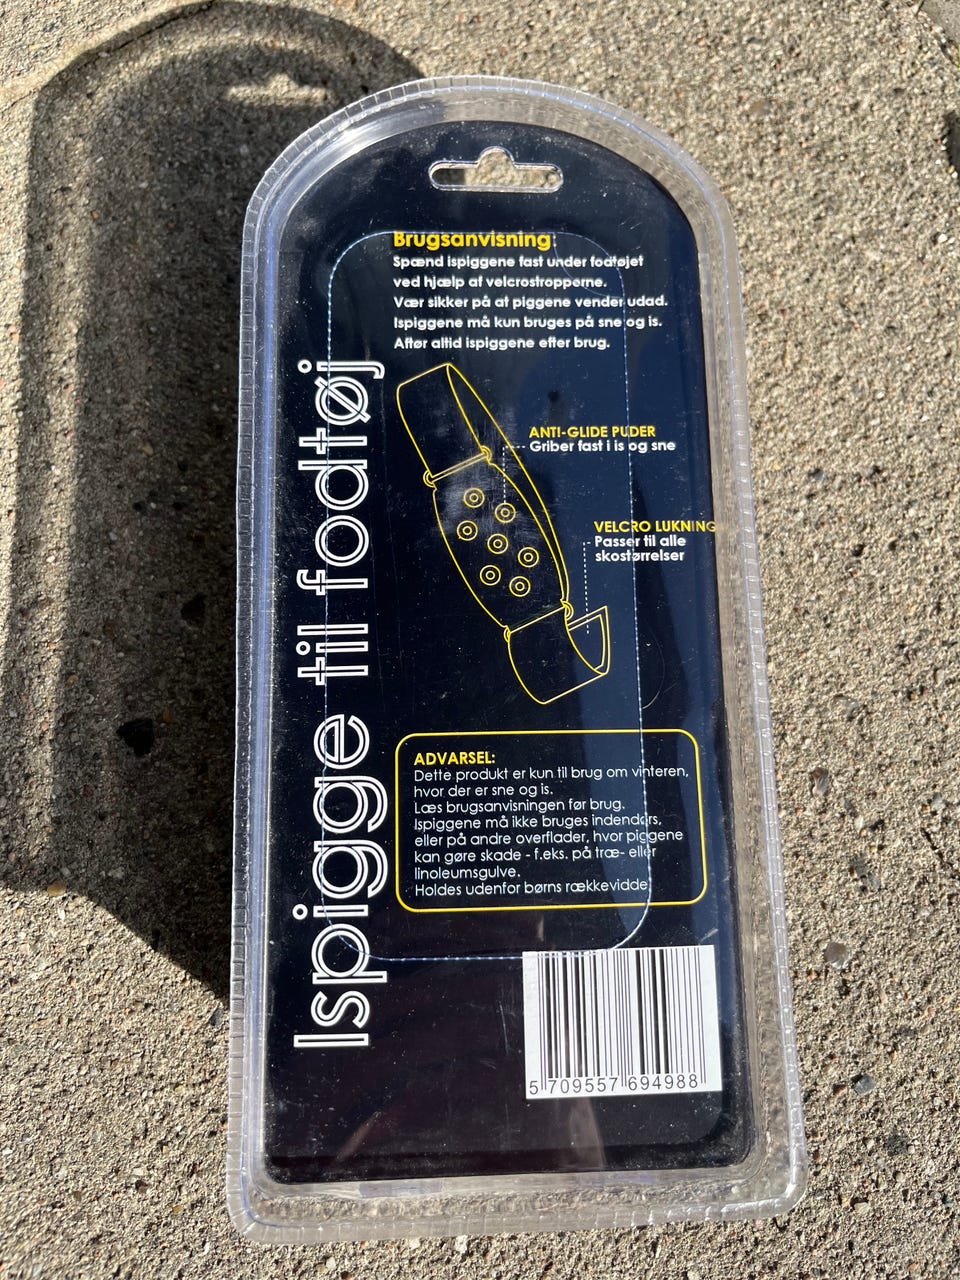 Brugsanvisning:
Spænd ispiggene fast under fodtøjet
ved hjælp af velcrostropperne.
Vær sikker på at piggene vender udad.
Ispiggene må kun bruges på sne og is.
Aftør altid ispiggene efter brug.
Ispigge til fodtøj
ANTI-GLIDE PUDER
Griber fast i is og sne
VELCRO LUKNING
Passer til alle
skostørrelser
ADVARSEL:
Dette produkt er kun til brug om vinteren,
hvor der er sne og is.
Læs brugsanvisningen før brug.
Ispiggene må ikke bruges indendørs,
eller på andre overflader, hvor piggene
kan gøre skade - f.eks. på træ- eller
linoleumsgulve.
Holdes udenfor børns rækkevidde
5 709557 694988